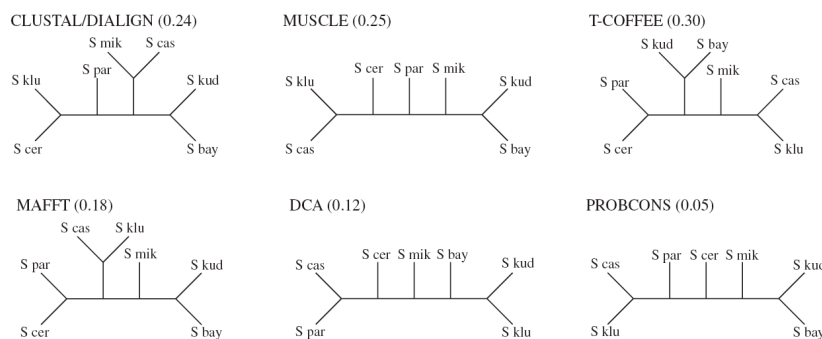 CLUSTAL/DIALIGN (0.24)
S mik S cas
S par
S klu
S kud
S cer
S bay
MUSCLE (0.25)
S cer S par S mik
S klu
S kud
S cas
S bay
T-COFFEE (0.30)
S kud S bay
S mik
S par
S cas
S cer
S klu
MAFFT (0.18)
S cas S klu
S mik
S par
S kud
S cer
S bay
DCA (0.12)
S cer S mik S bay
S cas
S kud
S par
S klu
PROBCONS (0.05)
S par S cer S mik
S cas
S kud
S klu
S bay